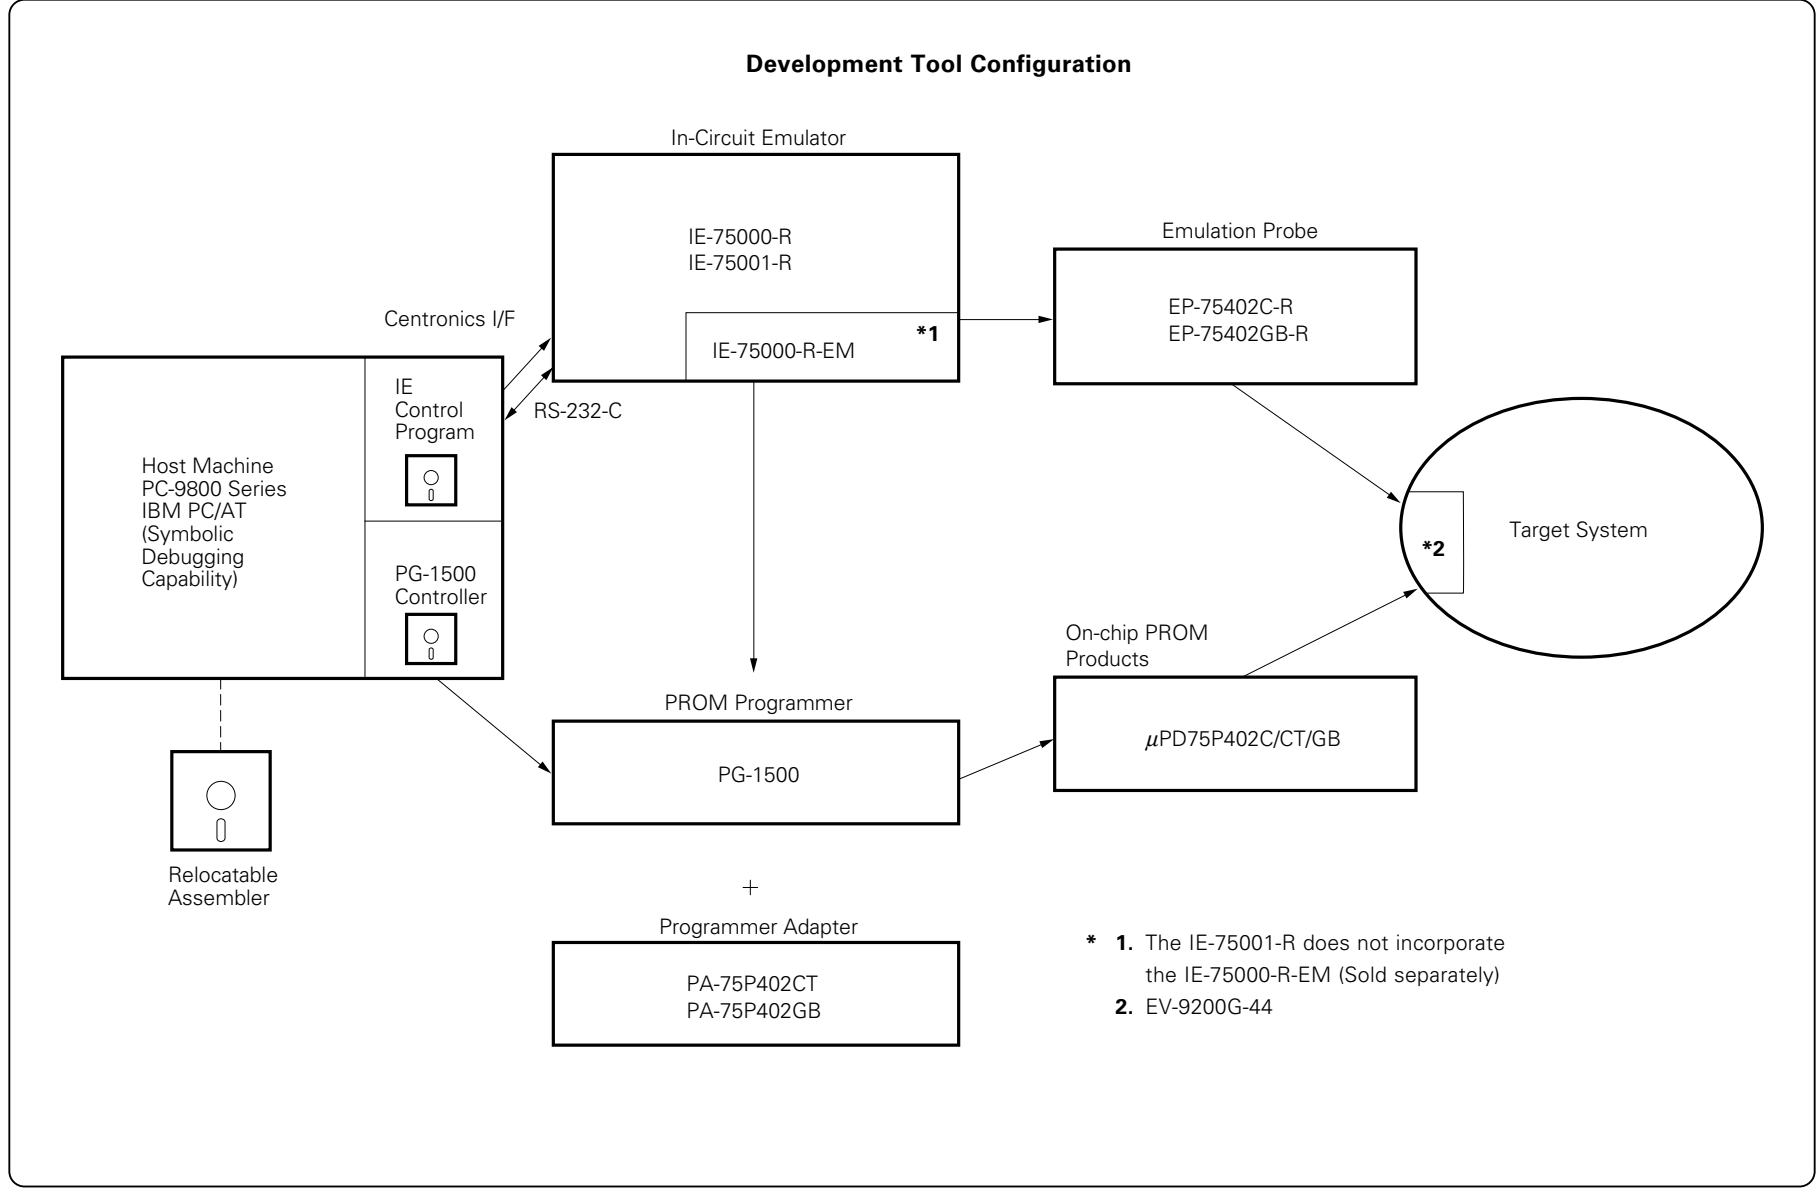 Development Tool Configuration
In-Circuit Emulator
IE-75000-R
IE-75001-R
*1
IE-75000-R-EM
Emulation Probe
EP-75402C-R
EP-75402GB-R
Centronics I/F
RS-232-C
Host Machine
PC-9800 Series
IBM PC/AT
(Symbolic
Debugging
Capability)
IE
Control
Program
PG-1500
Controller
Relocatable
Assembler
Target System
*2
PROM Programmer
PG-1500
On-chip PROM
Products
μPD75P402C/CT/GB
+
Programmer Adapter
PA-75P402CT
PA-75P402GB
* 1. The IE-75001-R does not incorporate
the IE-75000-R-EM (Sold separately)
2. EV-9200G-44